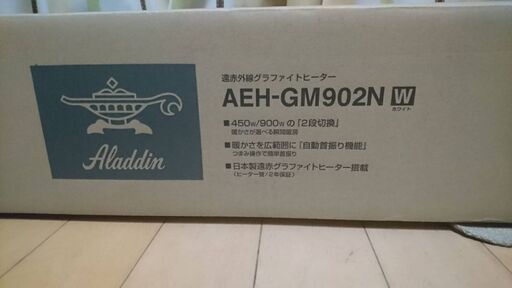 Aladdin
遠赤外線グラファイトヒーター
AEH-GM902N W
ホワイト
■450W/900Wの「2段切換」
暖かさが選べる瞬間暖房
■暖かさを広範囲に「自動首振り機能」
つまみ操作で簡単首振り
■日本製遠赤グラファイトヒーター搭載
(ヒーター管/2年保証)